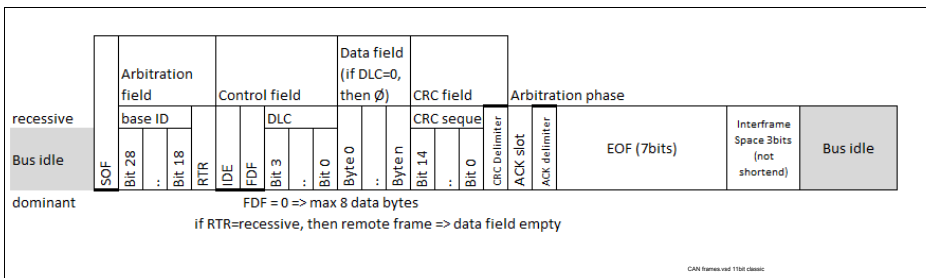 Data field
Arbitration (if DLC=0,
field Control field then Ø) CRC field Arbitration phase
recessive base ID DLC CRC seque
Bus idle
SOF
Bit 28
..
Bit 18
RTR
IDE
FDF
Bit 3
..
Bit 0
Byte 0
..
Byte n
Bit 14
..
Bit 0
CRC Delimiter
ACK slot
ACK delimiter
EOF (7bits)
Interframe
Space 3bits
(not
shortend)
Bus idle
dominant FDF = 0 => max 8 data bytes
if RTR=recessive, then remote frame => data field empty
CAN frames.vsd 11bit classic